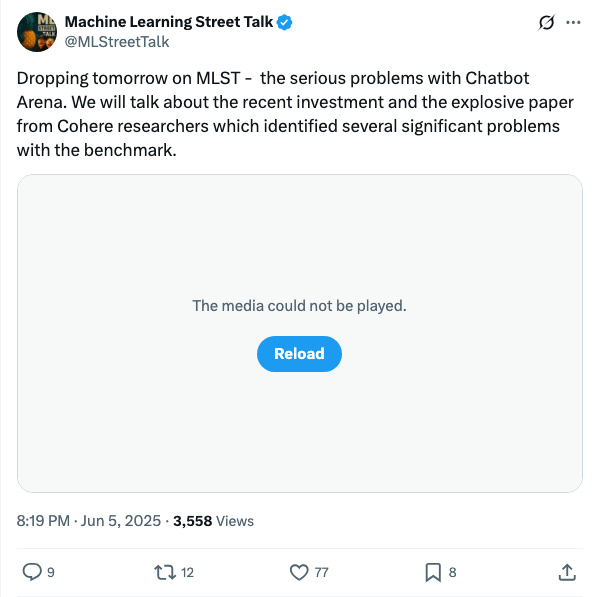 Machine Learning Street Talk
@MLStreetTalk
Dropping tomorrow on MLST - the serious problems with Chatbot
Arena. We will talk about the recent investment and the explosive paper
from Cohere researchers which identified several significant problems
with the benchmark.
The media could not be played.
Reload
8:19 PM · Jun 5, 2025 · 3,558 Views
9 12 77 8